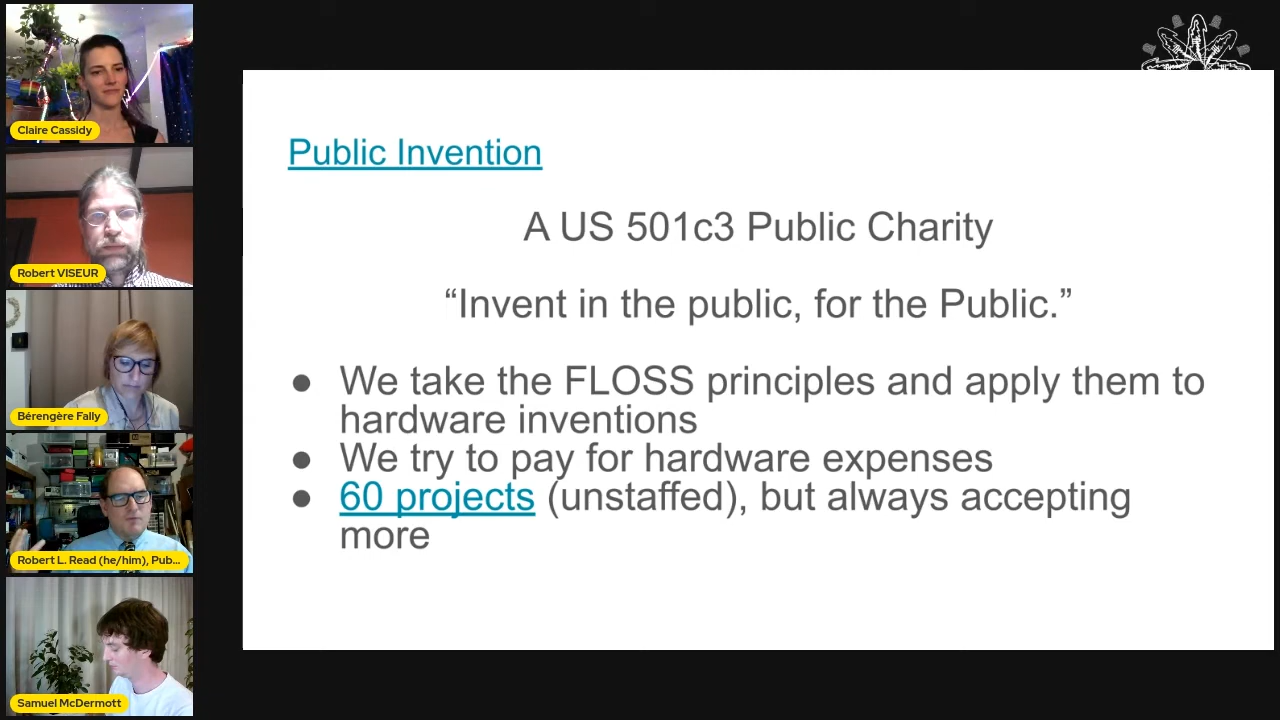 Claire Cassidy
Robert VISEUR
Bérengère Fally
Robert L. Read (he/him), Pub...
Samuel McDermott
Public Invention
A US 501c3 Public Charity
“Invent in the public, for the Public.”
● We take the FLOSS principles and apply them to
hardware inventions
● We try to pay for hardware expenses
● 60 projects (unstaffed), but always accepting
more